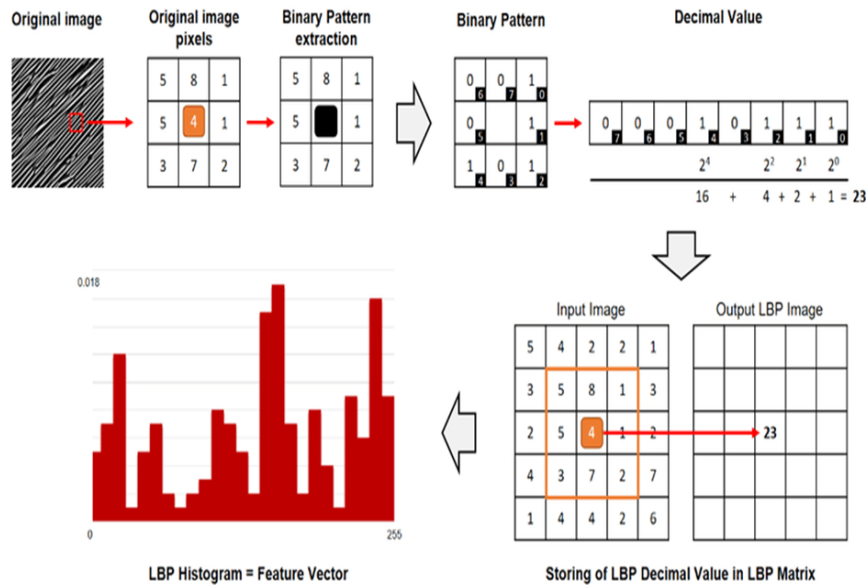 Original image
Original image
pixels
Binary Pattern
extraction
Binary Pattern
Decimal Value
5 8 1
5 4 1
3 7 2
5 8 1
5 1
3 7 2
0 6 0 7 1 0
0 5 1 1
1 4 0 3 1 2
0 7 0 6 0 5 1 4 0 3 1 2 1 1 1 0
2⁴ 2² 2¹ 2⁰
16 + 4 + 2 + 1 = 23
0.018
0 255
LBP Histogram = Feature Vector
Input Image
Output LBP Image
5 4 2 2 1
3 5 8 1 3
2 5 4 1 2
4 3 7 2 7
1 4 4 2 6
23
Storing of LBP Decimal Value in LBP Matrix